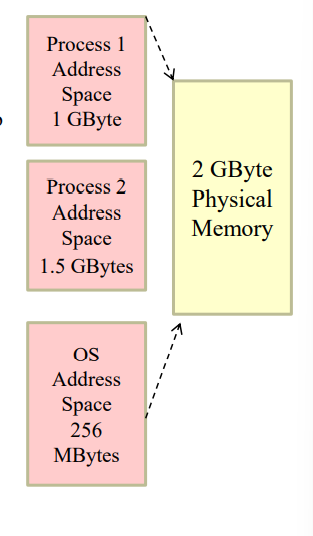 Process 1
Address
Space
1 GByte
Process 2
Address
Space
1.5 GBytes
2 GByte
Physical
Memory
OS
Address
Space
256
MBytes